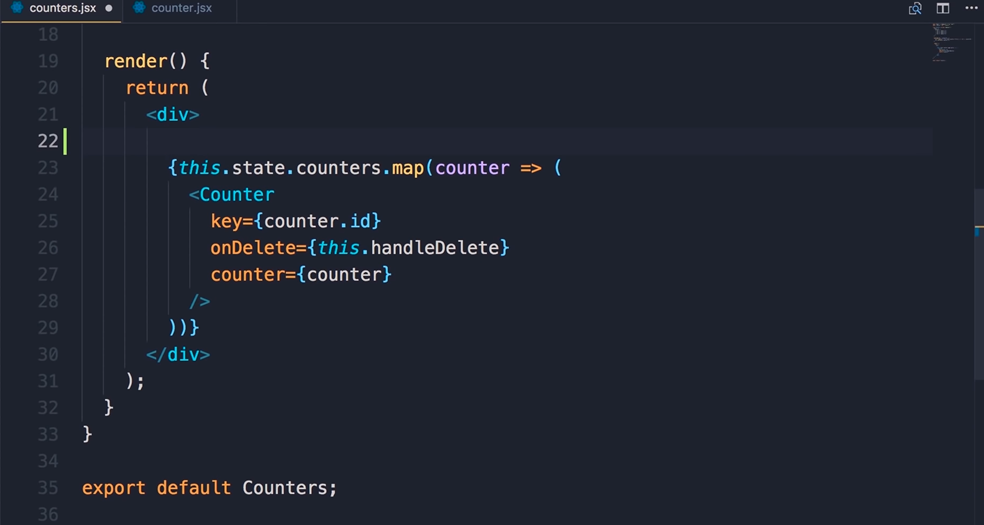 counters.jsx counter.jsx
18
19 render() {
20 return (
21 <div>
22
23 {this.state.counters.map(counter => (
24 <Counter
25 key={counter.id}
26 onDelete={this.handleDelete}
27 counter={counter}
28 />
29 ))}
30 </div>
31 );
32 }
33 }
34
35 export default Counters;
36